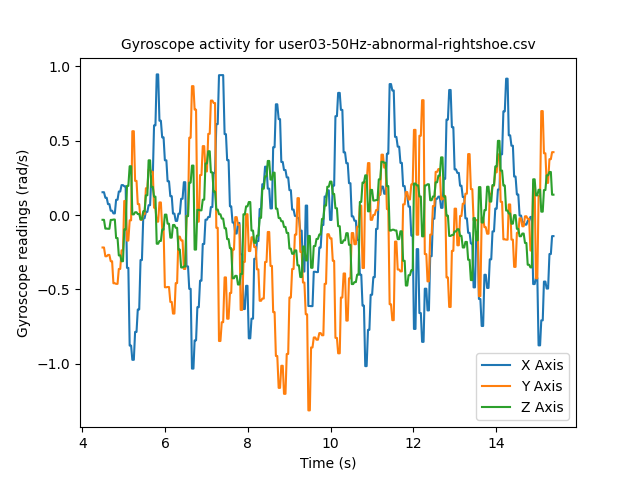 Gyroscope activity for user03-50Hz-abnormal-rightshoe.csv
1.0
0.5
0.0
−0.5
−1.0
Gyroscope readings (rad/s)
4 6 8 10 12 14
Time (s)
X Axis
Y Axis
Z Axis